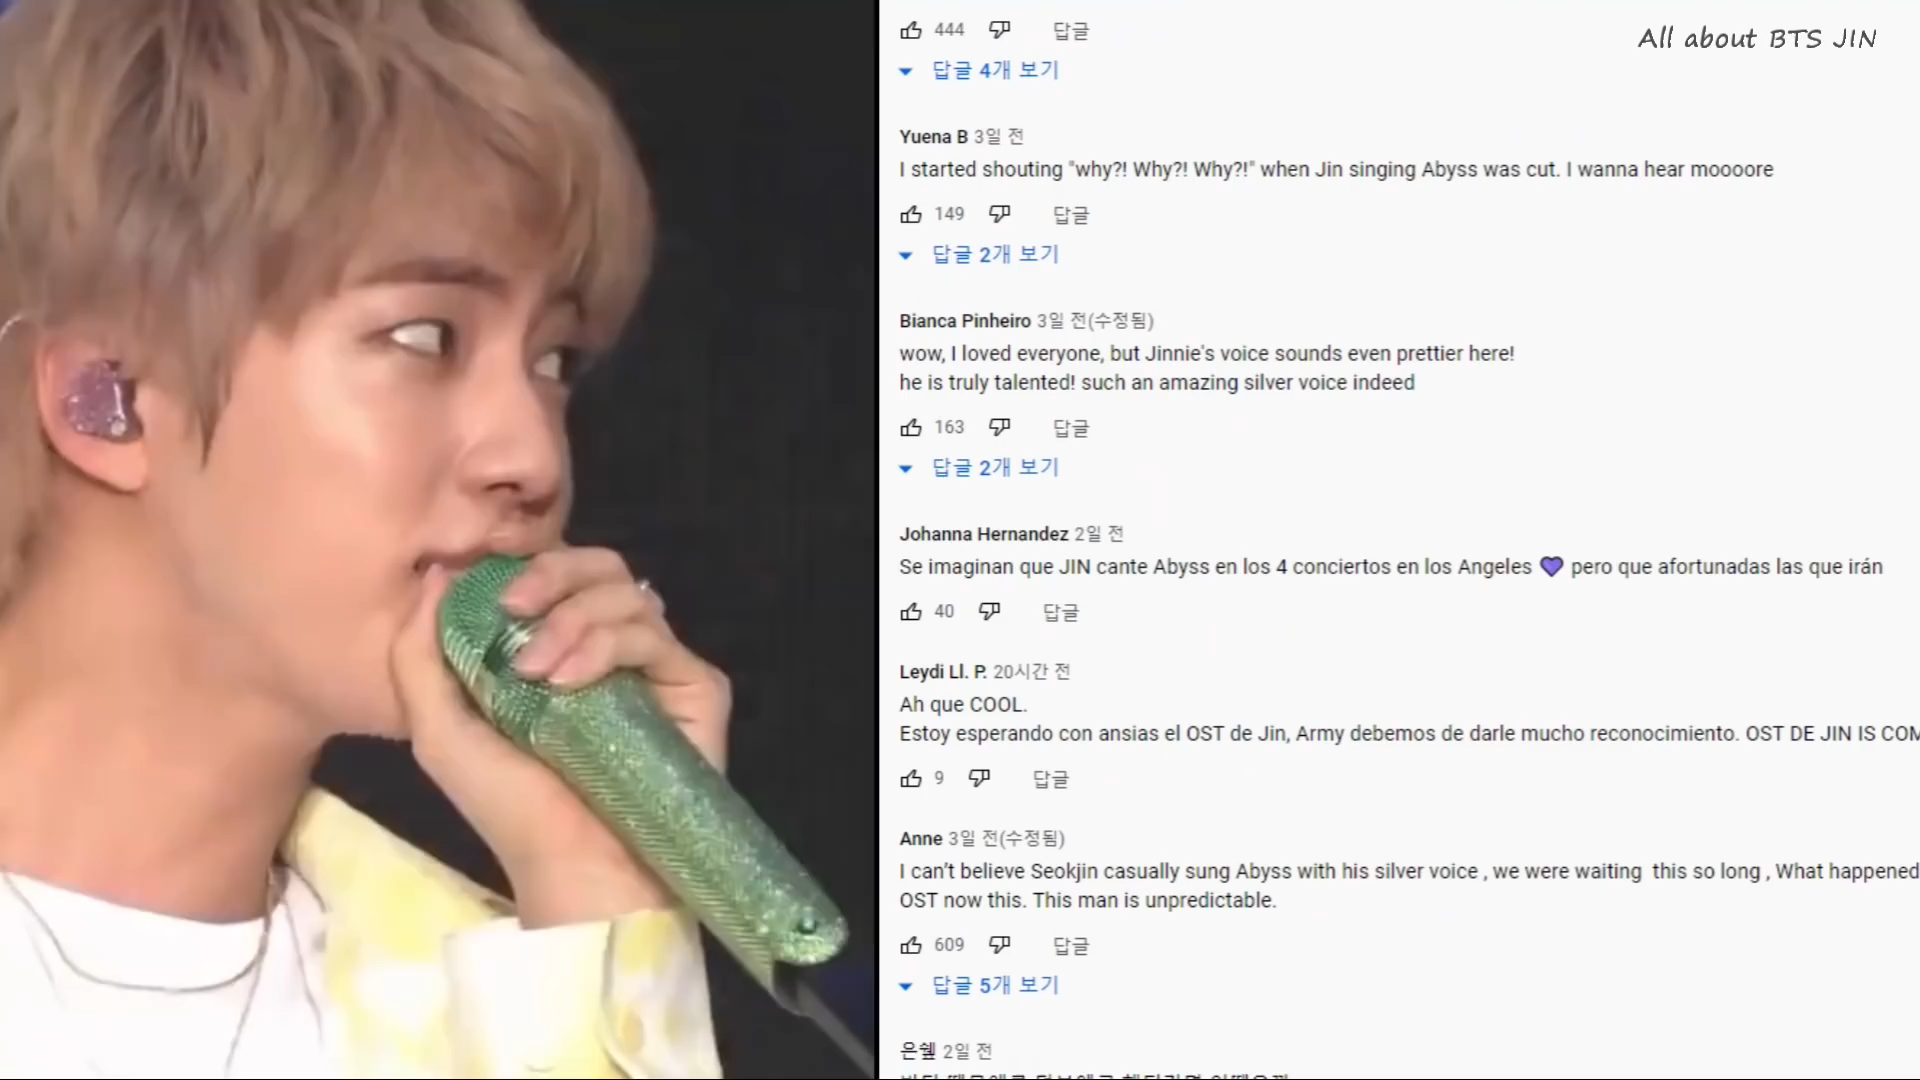 All about BTS JIN
444 답글
답글 4개 보기
Yuena B 3일 전
I started shouting "why?! Why?! Why?!" when Jin singing Abyss was cut. I wanna hear moooore
149 답글
답글 2개 보기
Bianca Pinheiro 3일 전(수정됨)
wow, I loved everyone, but Jinnie's voice sounds even prettier here!
he is truly talented! such an amazing silver voice indeed
163 답글
답글 2개 보기
Johanna Hernandez 2일 전
Se imaginan que JIN cante Abyss en los 4 conciertos en los Angeles 💜 pero que afortunadas las que irán
40 답글
Leydi Ll. P. 20시간 전
Ah que COOL.
Estoy esperando con ansias el OST de Jin, Army debemos de darle mucho reconocimiento. OST DE JIN IS COM
9 답글
Anne 3일 전(수정됨)
I can't believe Seokjin casually sung Abyss with his silver voice , we were waiting this so long , What happened
OST now this. This man is unpredictable.
609 답글
답글 5개 보기
은쉪 2일 전